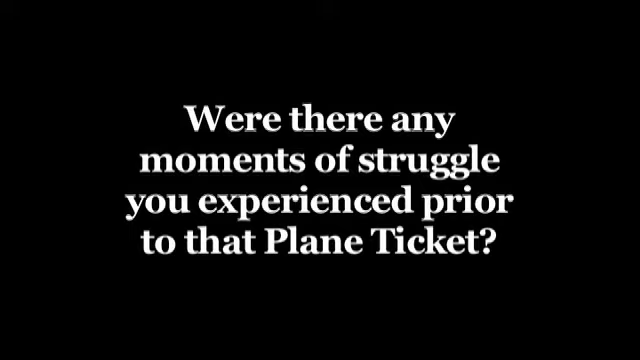 Were there any
moments of struggle
you experienced prior
to that Plane Ticket?